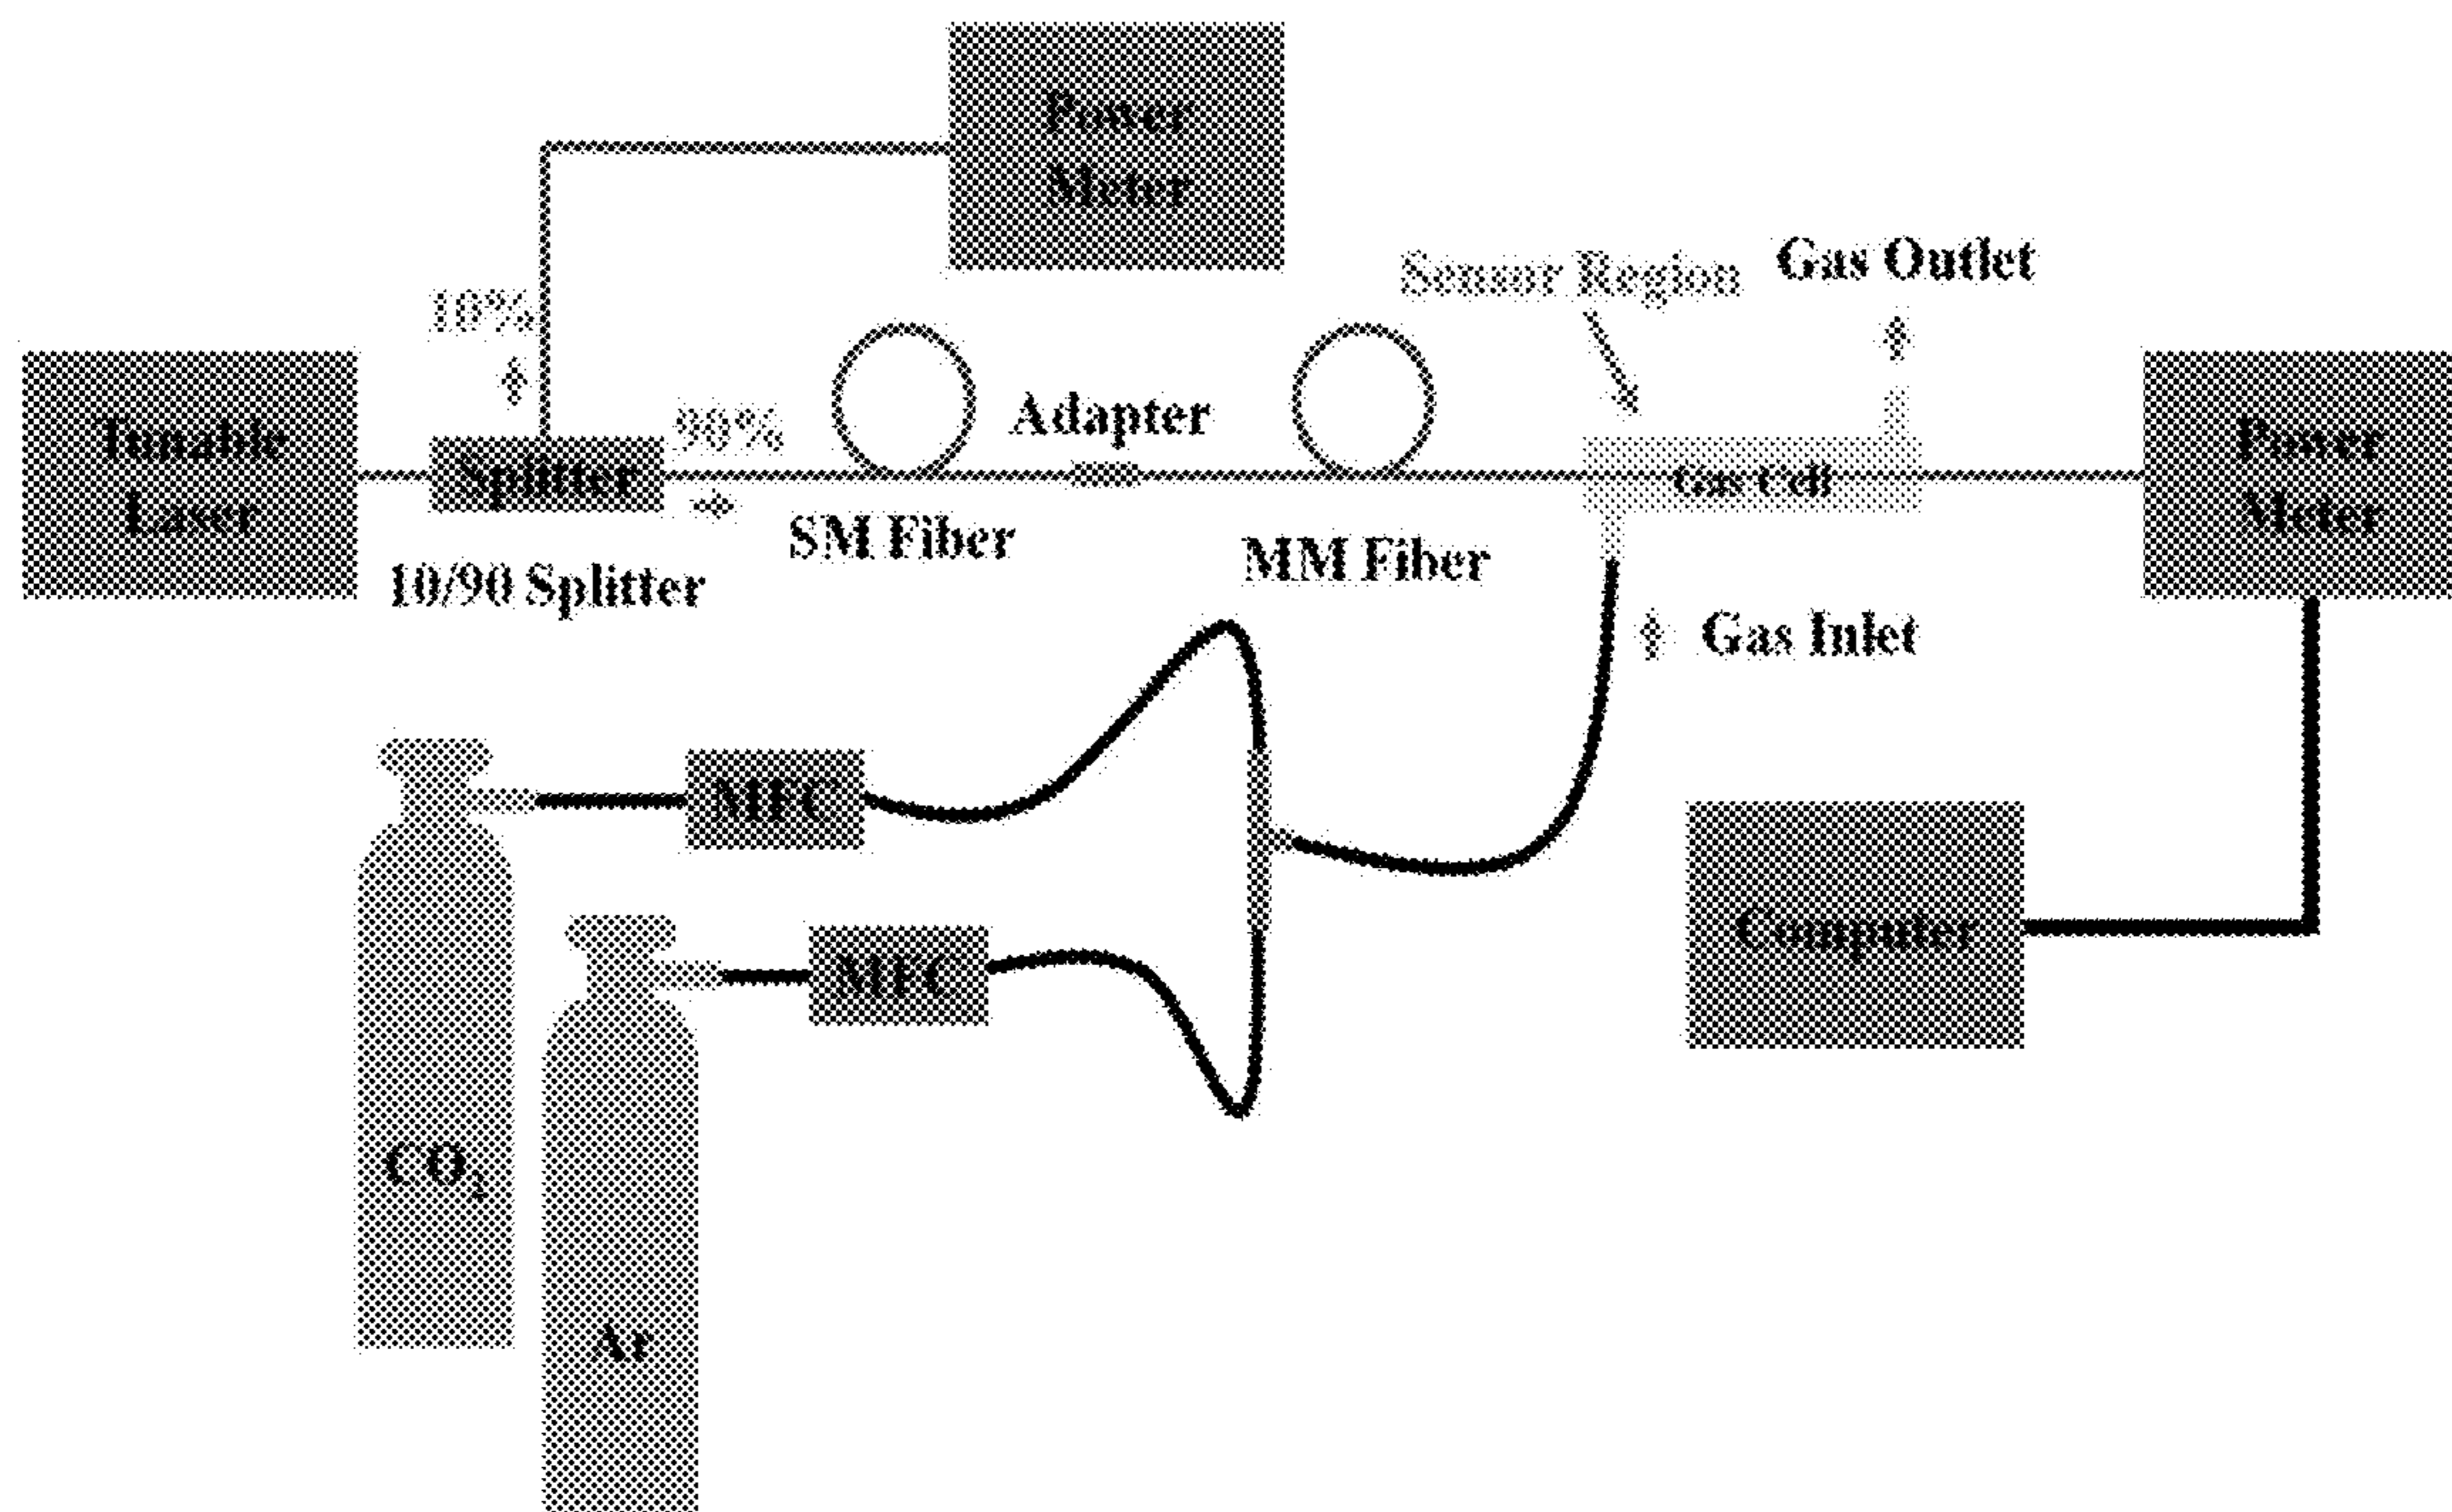 Power
Meter
Sensor Region
Gas Outlet
10%
Tunable
Laser
Splitter
90%
Adapter
Gas Cell
Power
Meter
SM Fiber
MM Fiber
10/90 Splitter
Gas Inlet
MFC
MFC
Computer
CO2
Ar